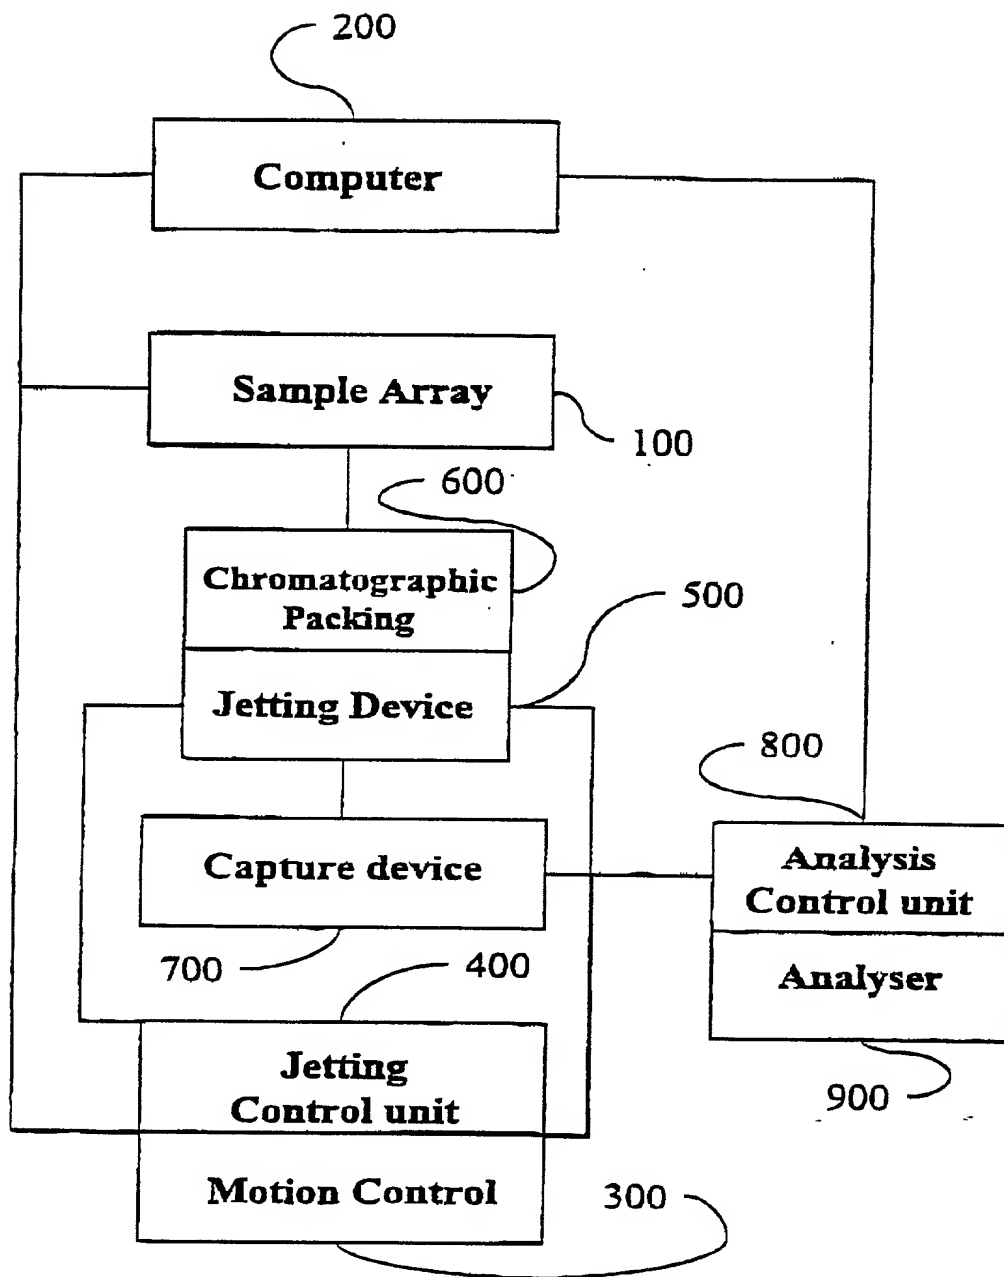 200
Computer
Sample Array
100
600
Chromatographic
Packing
500
Jetting Device
800
Capture device
Analysis
Control unit
700
400
Analyser
Jetting
Control unit
900
Motion Control
300